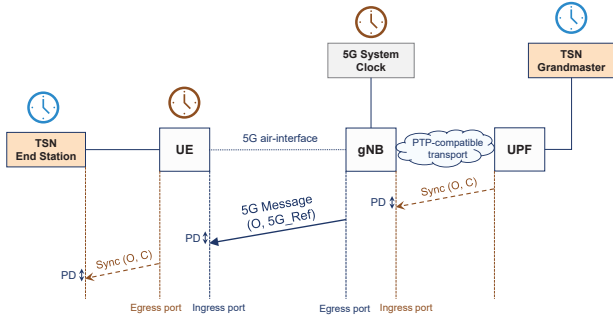 5G System
Clock
TSN
Grandmaster
TSN
End Station
UE
5G air-interface
gNB
PTP-compatible
transport
UPF
Sync (O, C)
PD
5G Message
(O, 5G_Ref)
PD
Sync (O, C)
PD
Egress port
Ingress port
Egress port
Ingress port